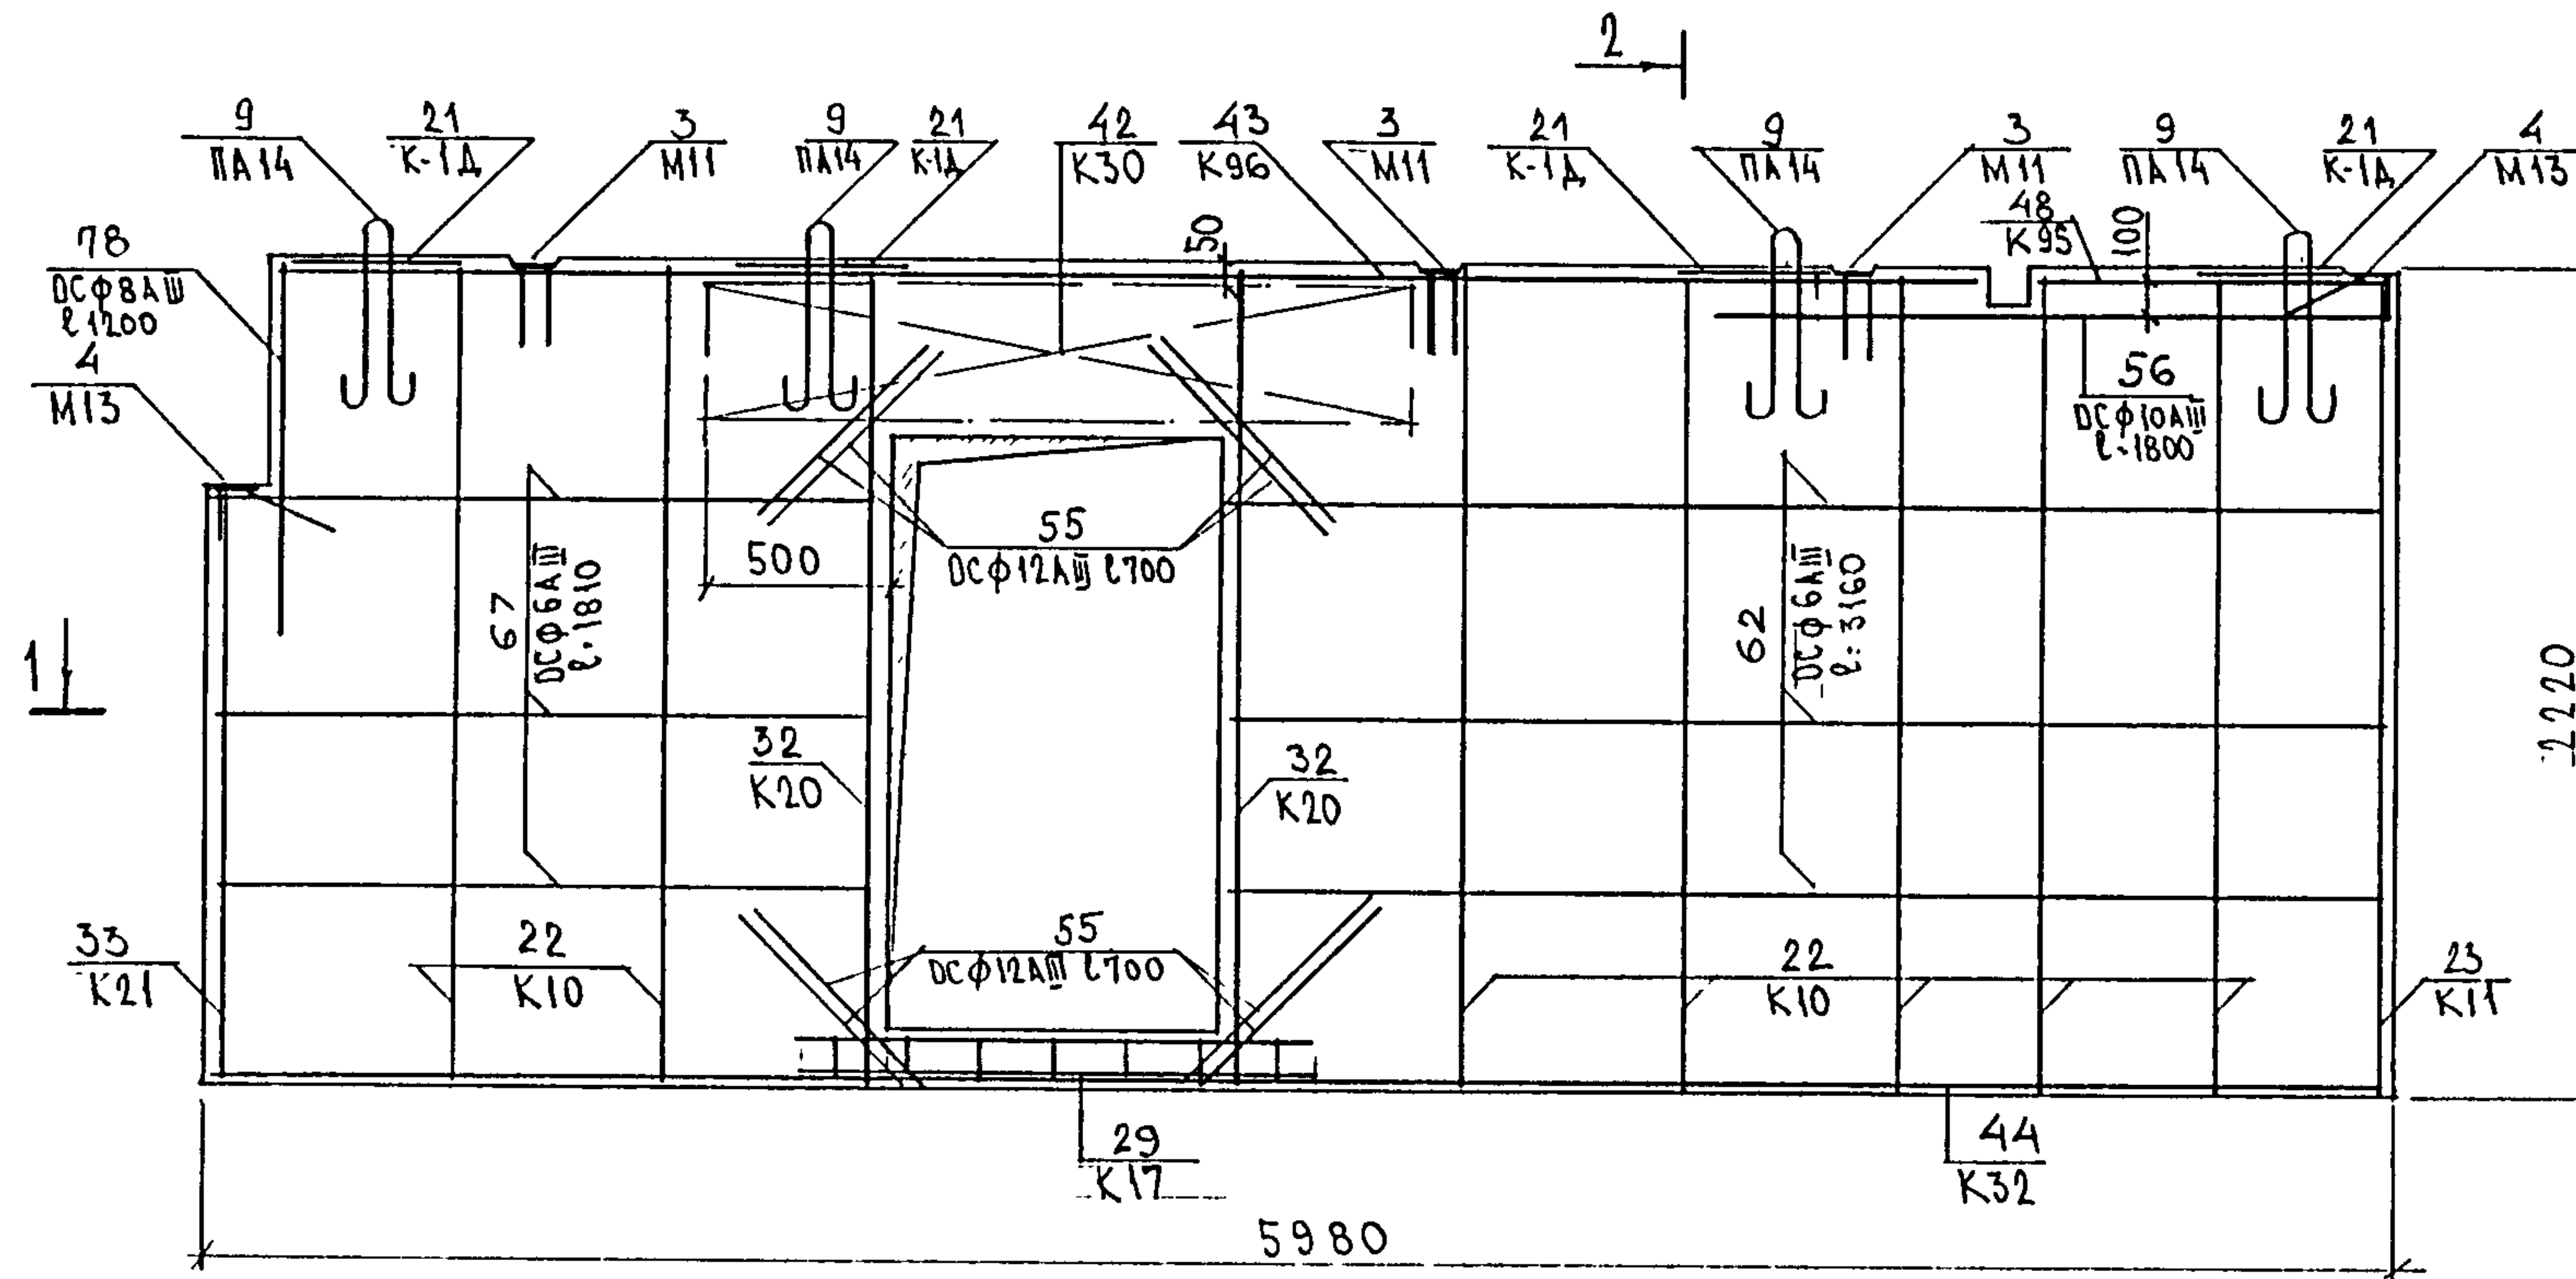 2
9
ПА14
21
К-1Д
3
М11
9
ПА14
21
К-1Д
42
К30
43
К96
3
М11
21
К-1Д
9
ПА14
3
М11
9
ПА14
21
К-1Д
4
М13
48
К95
50
100
78
ОСФ8АIII
ℓ1200
4
М13
56
ОСФ10АIII
ℓ-1800
55
ОСФ12АIII ℓ700
500
67
ОСФ6АIII
ℓ-1810
62
ОСФ6АIII
ℓ=3160
1
2220
32
К20
32
К20
33
К21
22
К10
55
ОСФ12АIII ℓ700
22
К10
23
К11
29
К17
44
К32
5980